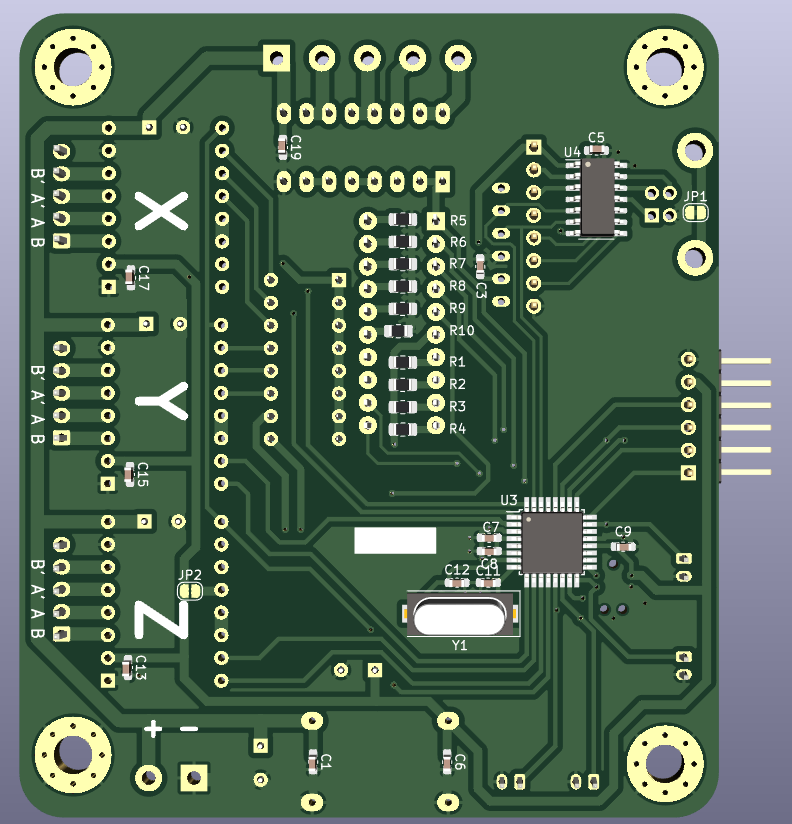 C19
C5
U4
JP1
B' A' A B
X
R5
R6
R7
C3
C17
R8
R9
R10
R1
R2
R3
R4
B' A' A B
Y
C15
U3
C7
C8
C9
C12 C11
JP2
B' A' A B
Z
Y1
C13
+ -
C1
C6